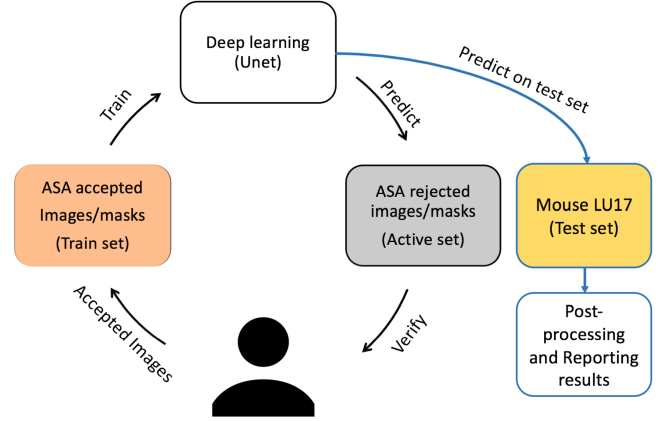 Deep learning
(Unet)
Predict on test set
Train
Predict
ASA accepted
Images/masks
(Train set)
ASA rejected
images/masks
(Active set)
Mouse LU17
(Test set)
Accepted Images
Verify
Post-
processing
and Reporting
results